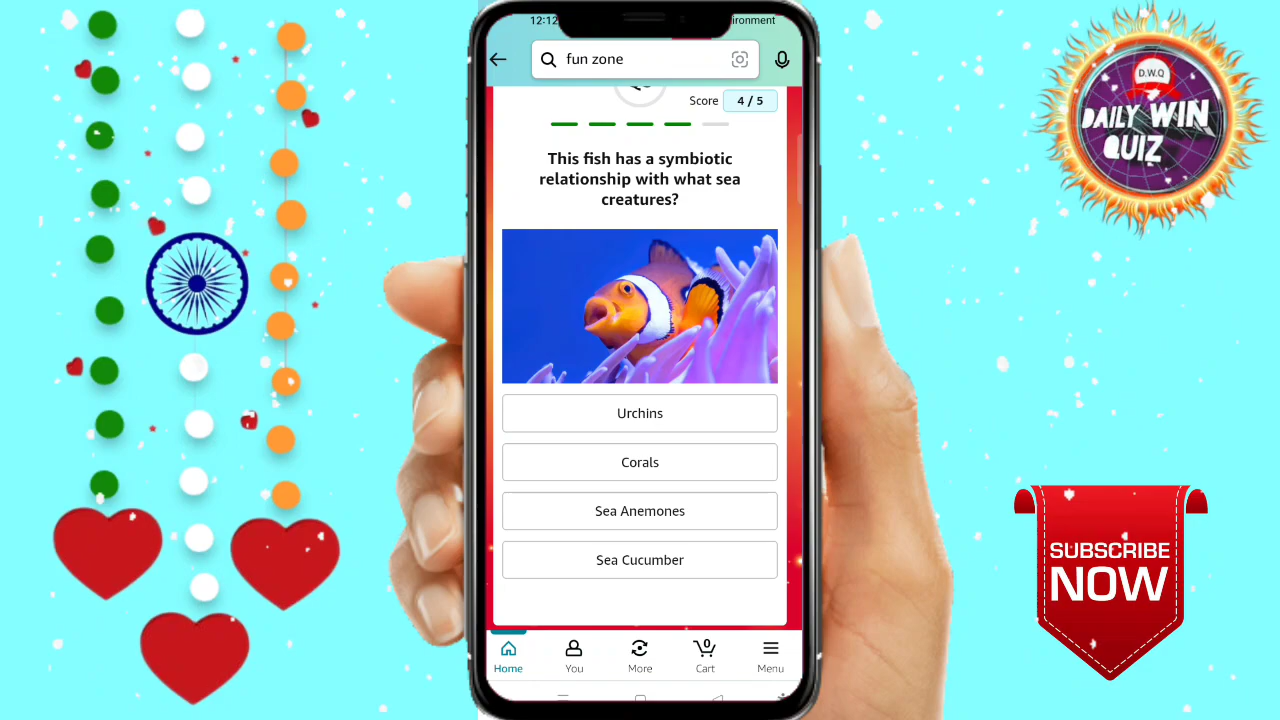 12:12
ironment
fun zone
Score 4 / 5
This fish has a symbiotic
relationship with what sea
creatures?
Urchins
Corals
Sea Anemones
Sea Cucumber
Home
You
More
0
Cart
Menu
D.W.Q
DAILY WIN
QUIZ
SUBSCRIBE
NOW